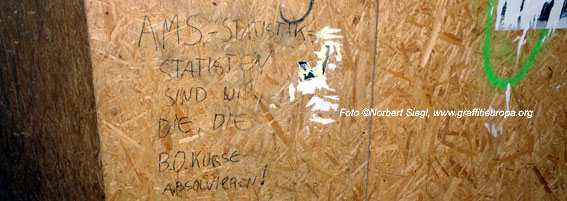 AMS-STATISTIK-
STATISTEN
SIND WIR,
DIE, DIE
B.O. KURSE
ABSOLVIEREN!
Foto ©Norbert Siegl, www.graffitieuropa.org